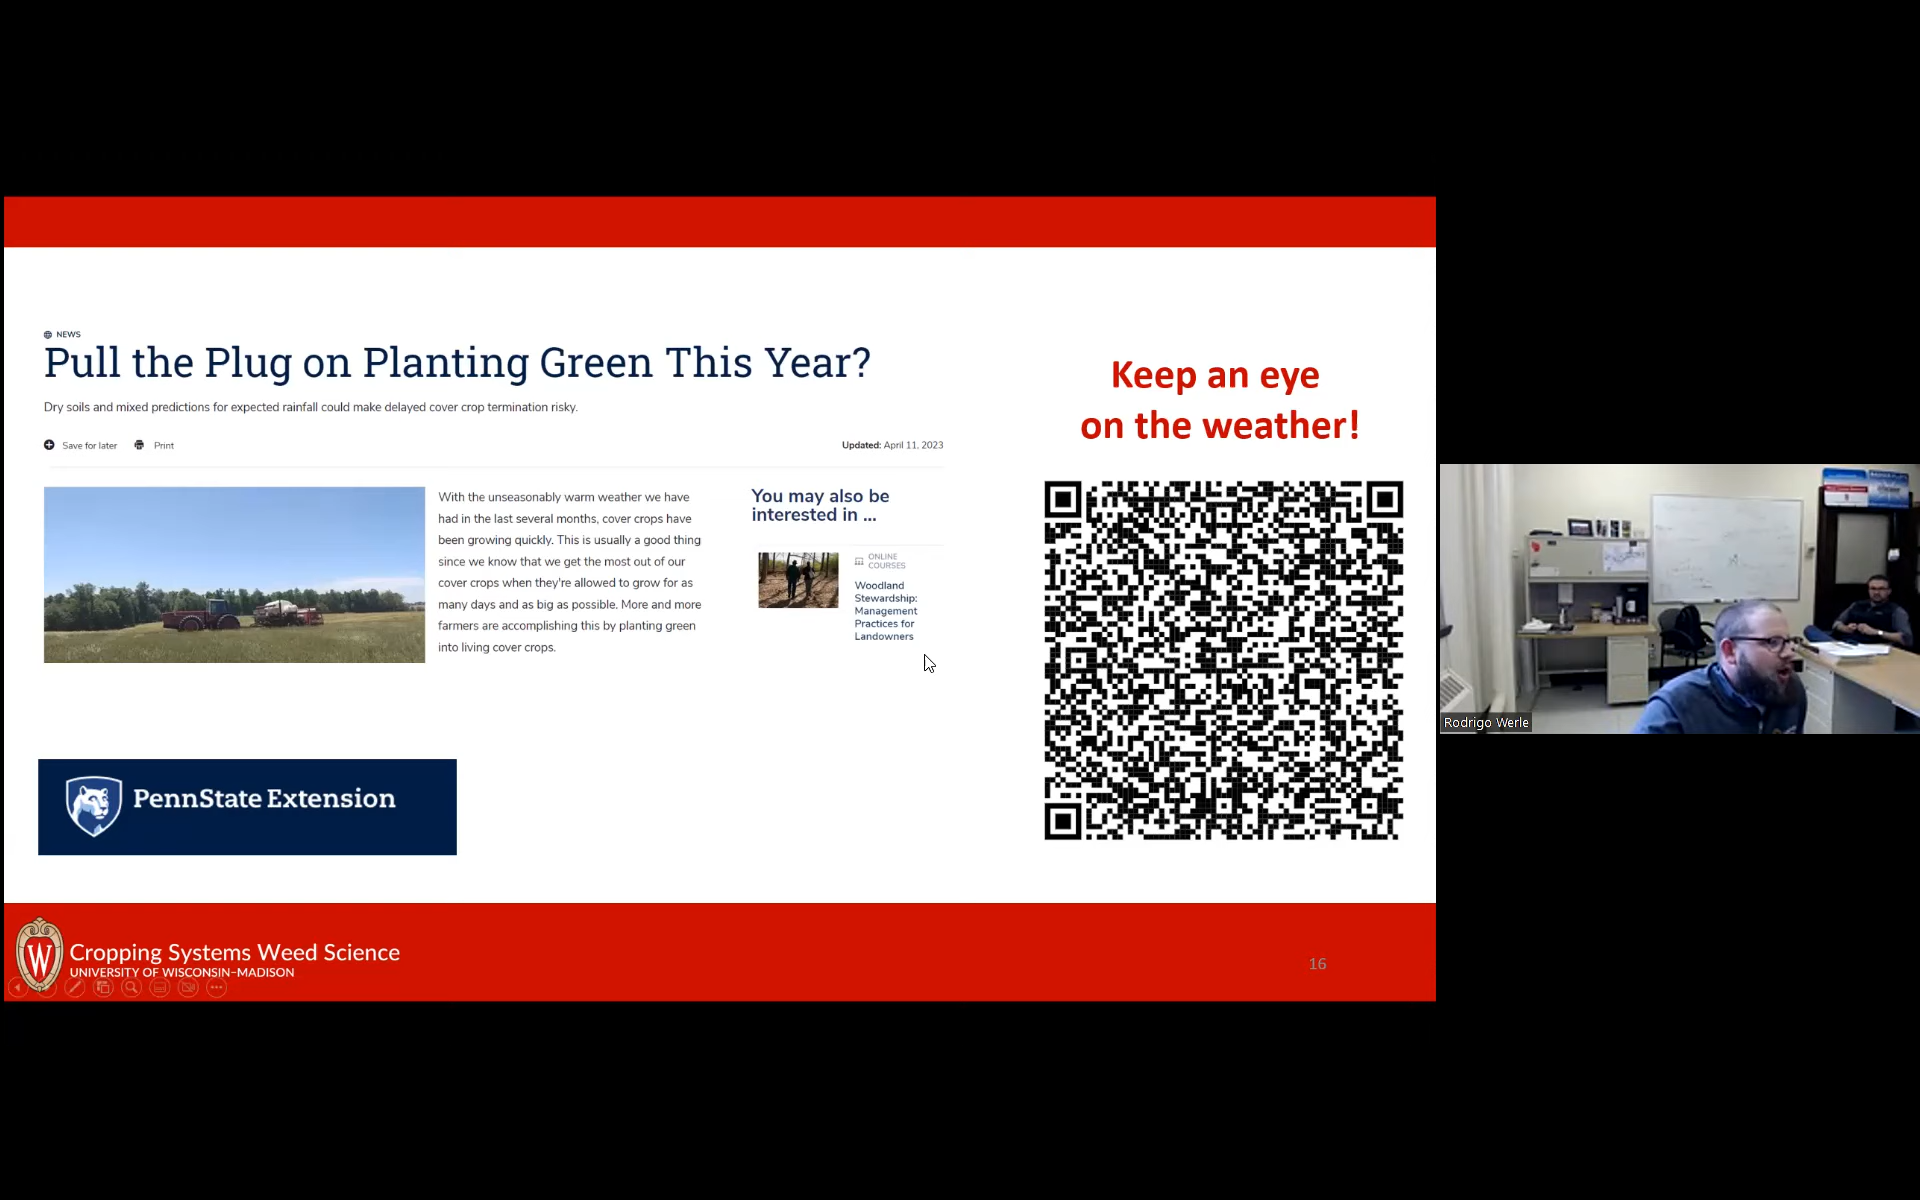 NEWS
Pull the Plug on Planting Green This Year?
Dry soils and mixed predictions for expected rainfall could make delayed cover crop termination risky.
Save for later Print
Updated: April 11, 2023
With the unseasonably warm weather we have
had in the last several months, cover crops have
been growing quickly. This is usually a good thing
since we know that we get the most out of our
cover crops when they're allowed to grow for as
many days and as big as possible. More and more
farmers are accomplishing this by planting green
into living cover crops.
You may also be
interested in ...
ONLINE
COURSES
Woodland
Stewardship:
Management
Practices for
Landowners
PennState Extension
Keep an eye
on the weather!
Rodrigo Werle
W
Cropping Systems Weed Science
UNIVERSITY OF WISCONSIN–MADISON
16